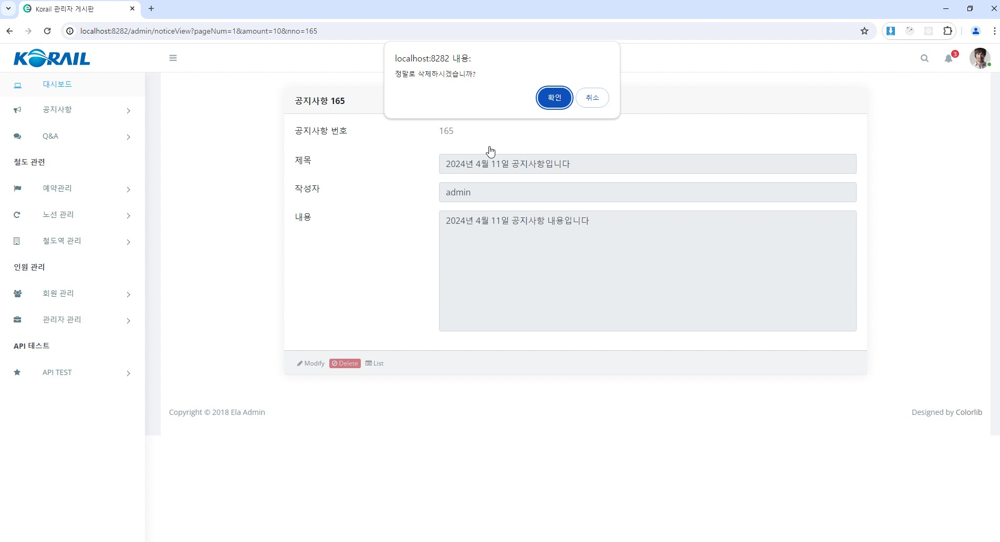 Korail 관리자 게시판
localhost:8282/admin/noticeView?pageNum=1&amount=10&nno=165
KORAIL
3
localhost:8282 내용:
정말로 삭제하시겠습니까?
확인 취소
대시보드
공지사항
Q&A
철도 관련
예약관리
노선 관리
철도역 관리
인원 관리
회원 관리
관리자 관리
API 테스트
API TEST
공지사항 165
공지사항 번호 165
제목 2024년 4월 11일 공지사항입니다
작성자 admin
내용 2024년 4월 11일 공지사항 내용입니다
Modify Delete List
Copyright © 2018 Ela Admin Designed by Colorlib